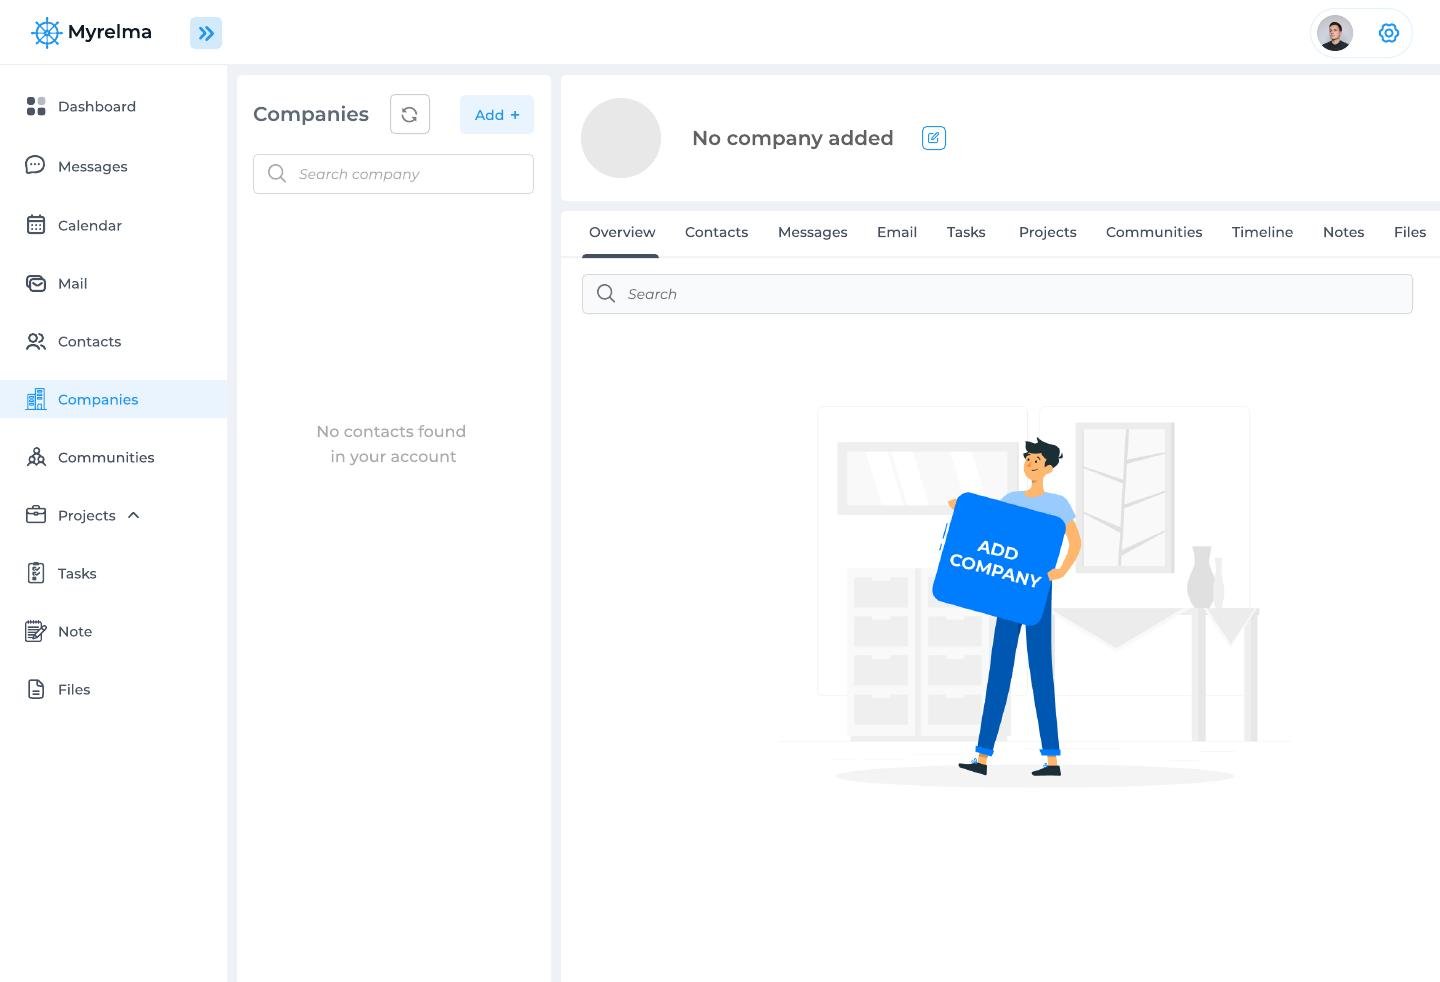 Myrelma
Dashboard
Messages
Calendar
Mail
Contacts
Companies
Communities
Projects
Tasks
Note
Files
Companies
Add +
Search company
No contacts found
in your account
No company added
Overview Contacts Messages Email Tasks Projects Communities Timeline Notes Files
Search
ADD
COMPANY